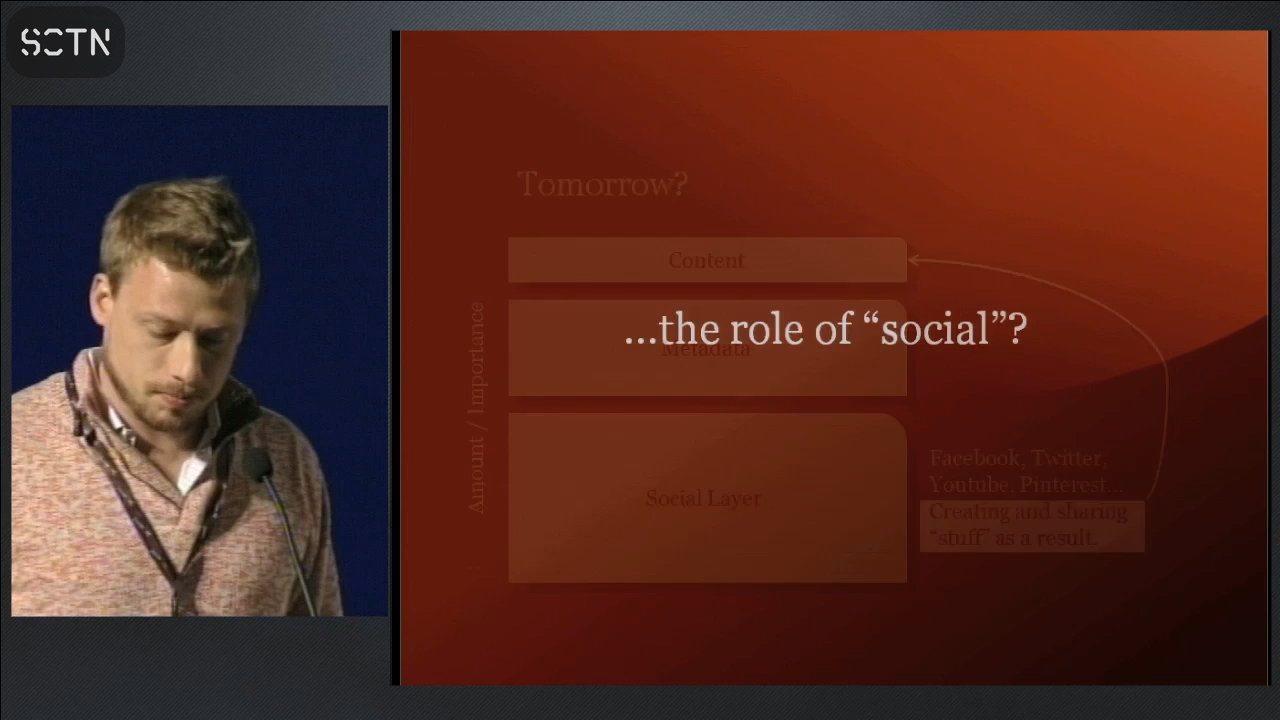 SCTN
Tomorrow?
Content
…the role of “social”?
Metadata
Amount / Importance
Social Layer
Facebook, Twitter,
Youtube, Pinterest...
Creating and sharing
“stuff” as a result.